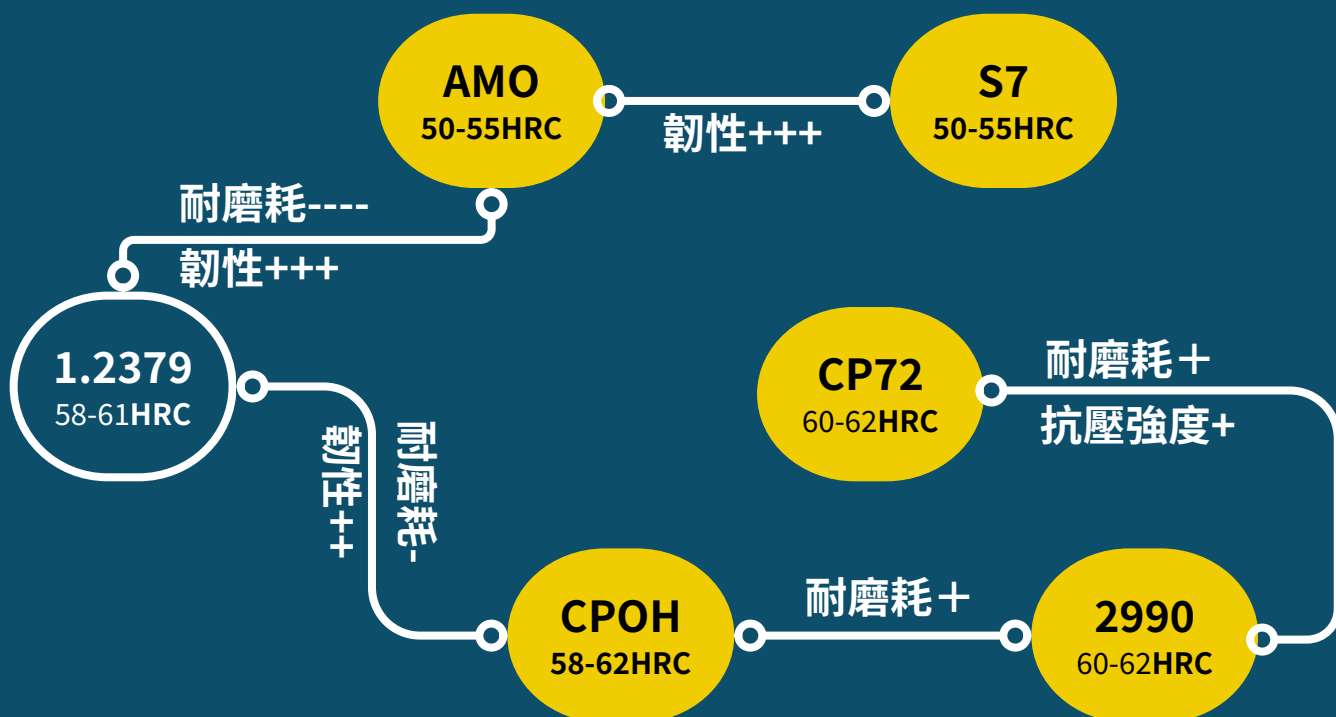 AMO
50-55HRC
韌性+++
S7
50-55HRC
耐磨耗----
韌性+++
1.2379
58-61HRC
韌性++
耐磨耗-
CP72
60-62HRC
耐磨耗＋
抗壓強度+
CPOH
58-62HRC
耐磨耗＋
2990
60-62HRC